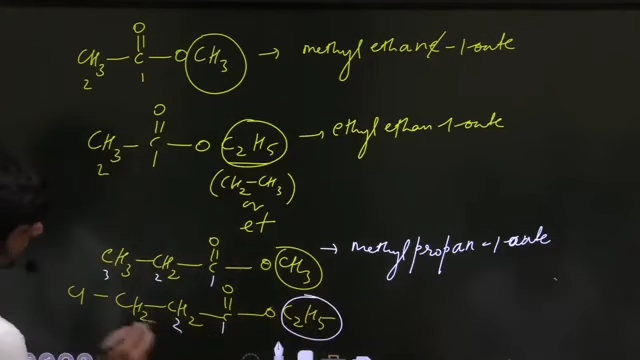 O
CH3 – C – O CH3 → methyl ethane – 1 oate
2 1
O
CH3 – C – O C2H5 → ethyl ethan 1 oate
2 1
(CH2–CH3)
or
et
O
CH3 – CH2 – C – O CH3 → methyl propan – 1 oate
3 2 1
O
Cl – CH2 – CH2 – C – O C2H5
2 1